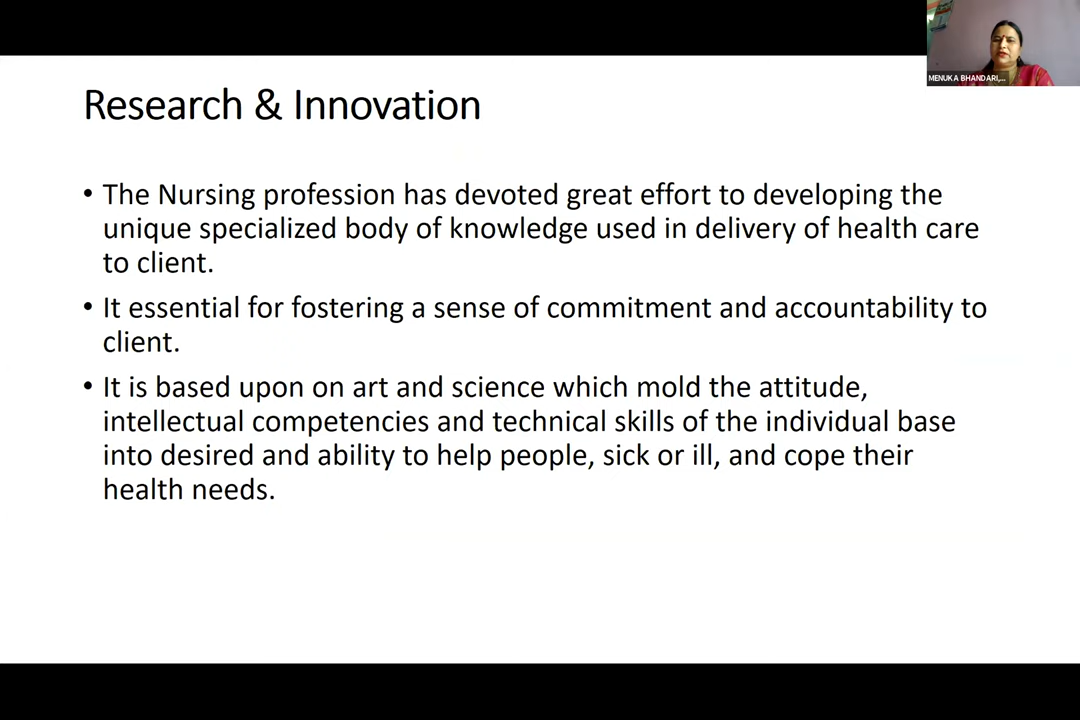 MENUKA BHANDARI,...
Research & Innovation
• The Nursing profession has devoted great effort to developing the
unique specialized body of knowledge used in delivery of health care
to client.
• It essential for fostering a sense of commitment and accountability to
client.
• It is based upon on art and science which mold the attitude,
intellectual competencies and technical skills of the individual base
into desired and ability to help people, sick or ill, and cope their
health needs.